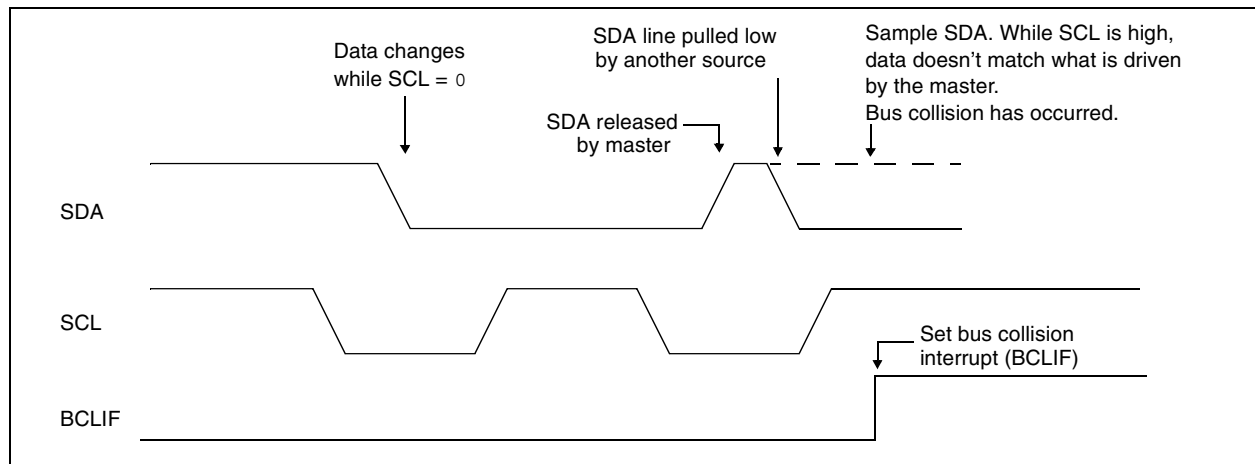 Data changes
while SCL = 0
SDA line pulled low
by another source
Sample SDA. While SCL is high,
data doesn't match what is driven
by the master.
Bus collision has occurred.
SDA released
by master
SDA
SCL
Set bus collision
interrupt (BCLIF)
BCLIF